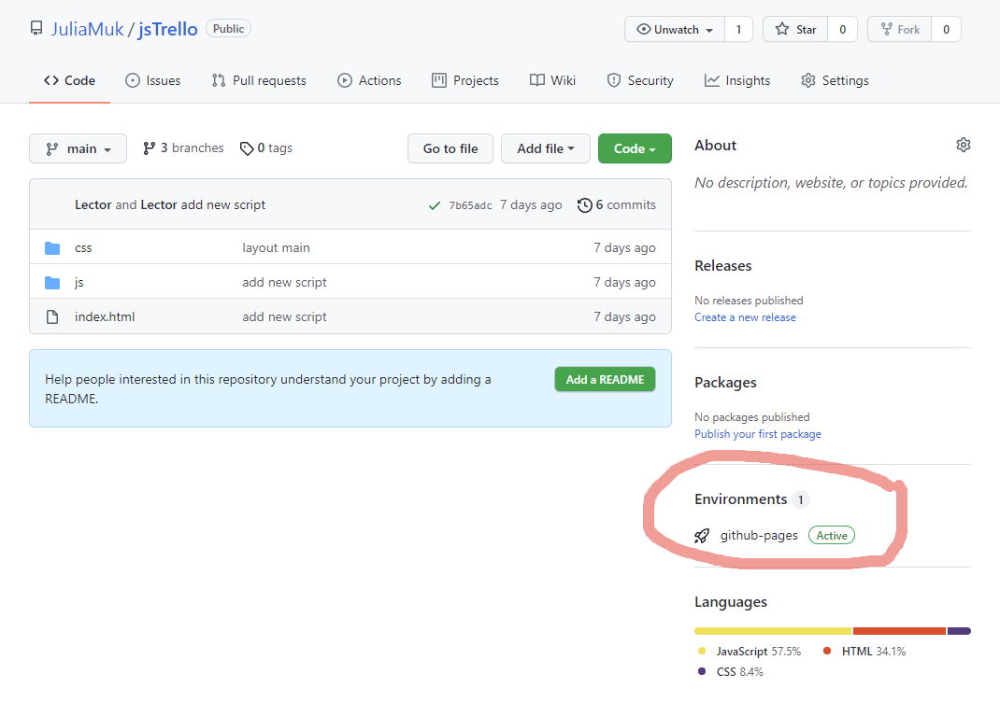 JuliaMuk / jsTrello Public
Unwatch 1 Star 0 Fork 0
Code Issues Pull requests Actions Projects Wiki Security Insights Settings
main 3 branches 0 tags Go to file Add file Code
Lector and Lector add new script 7b65adc 7 days ago 6 commits
css layout main 7 days ago
js add new script 7 days ago
index.html add new script 7 days ago
Help people interested in this repository understand your project by adding a
README.
Add a README
About
No description, website, or topics provided.
Releases
No releases published
Create a new release
Packages
No packages published
Publish your first package
Environments 1
github-pages Active
Languages
JavaScript 57.5% HTML 34.1%
CSS 8.4%